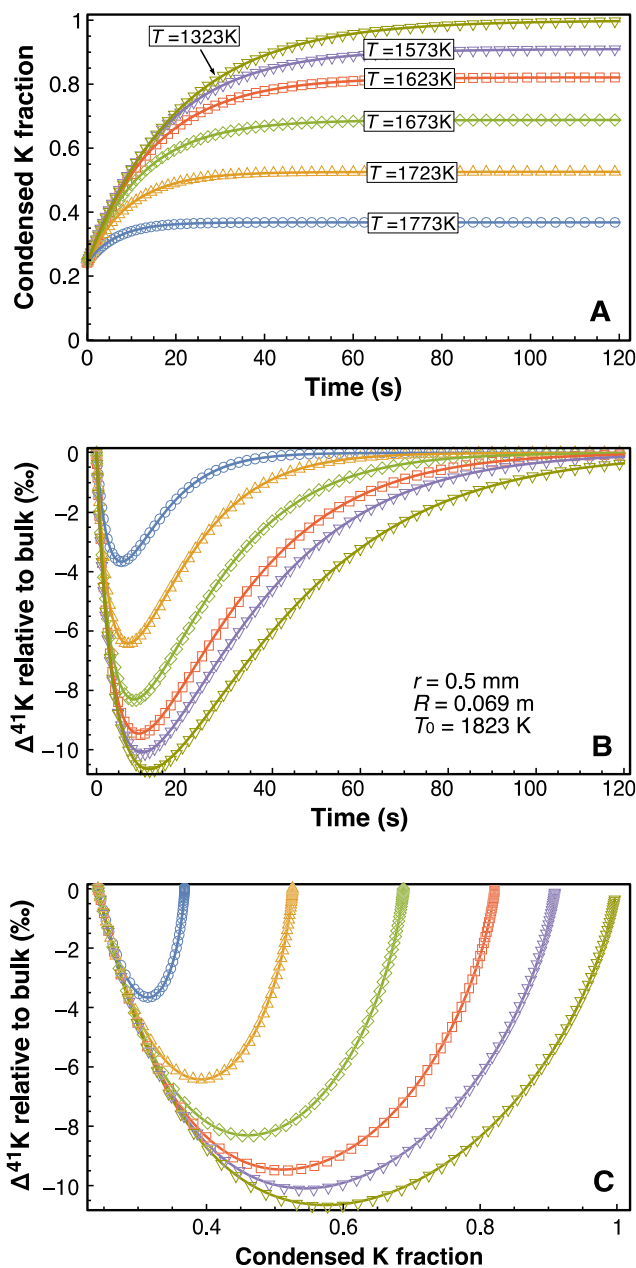 1
T =1323K
T =1573K
0.8
T =1623K
T =1673K
0.6
T =1723K
0.4
T =1773K
0.2
A
0
0 20 40 60 80 100 120
Time (s)
Condensed K fraction
0
−2
−4
−6
−8
−10
r = 0.5 mm
R = 0.069 m
T₀ = 1823 K
B
0 20 40 60 80 100 120
Time (s)
Δ⁴¹K relative to bulk (‰)
0
−2
−4
−6
−8
−10
C
0.4 0.6 0.8 1
Condensed K fraction
Δ⁴¹K relative to bulk (‰)